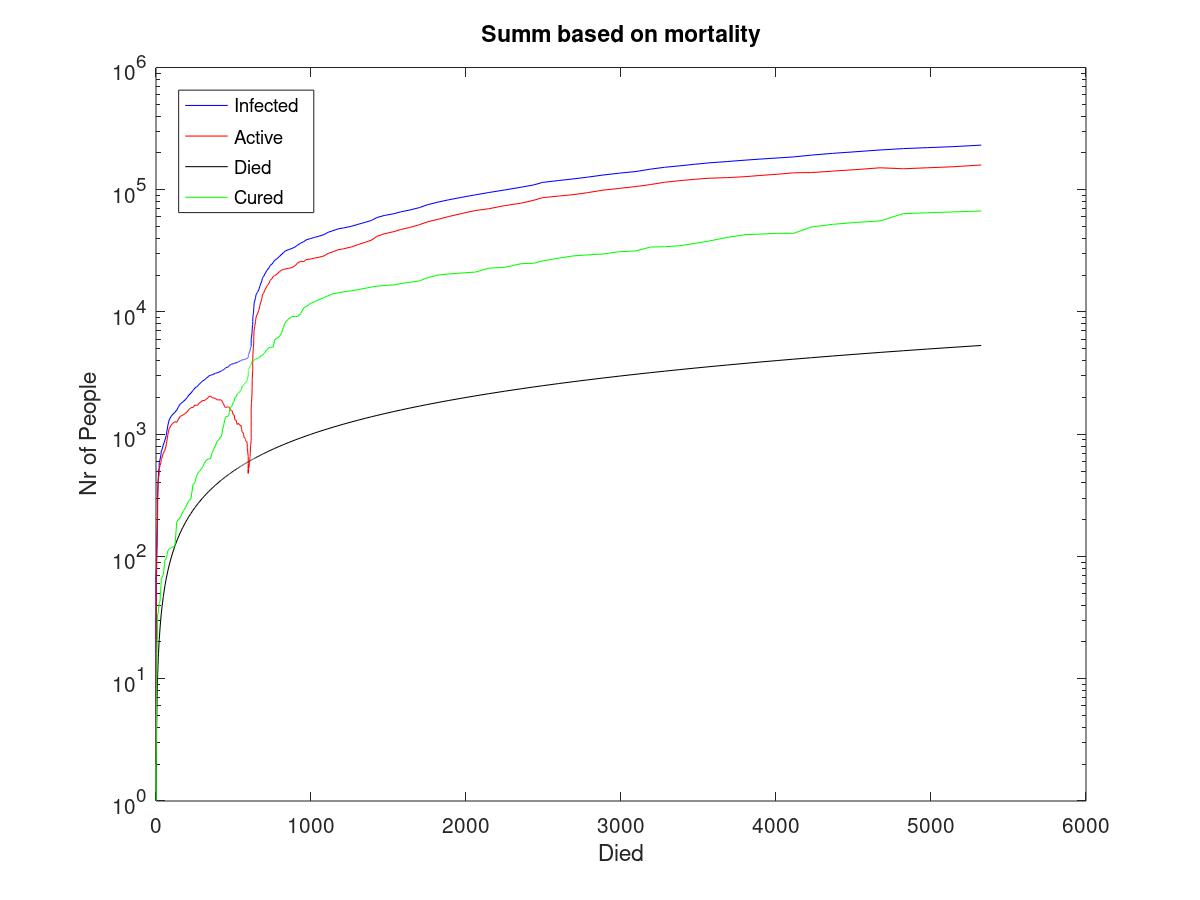 Summ based on mortality
10^6
10^5
10^4
10^3
10^2
10^1
10^0
Nr of People
Infected
Active
Died
Cured
0 1000 2000 3000 4000 5000 6000
Died